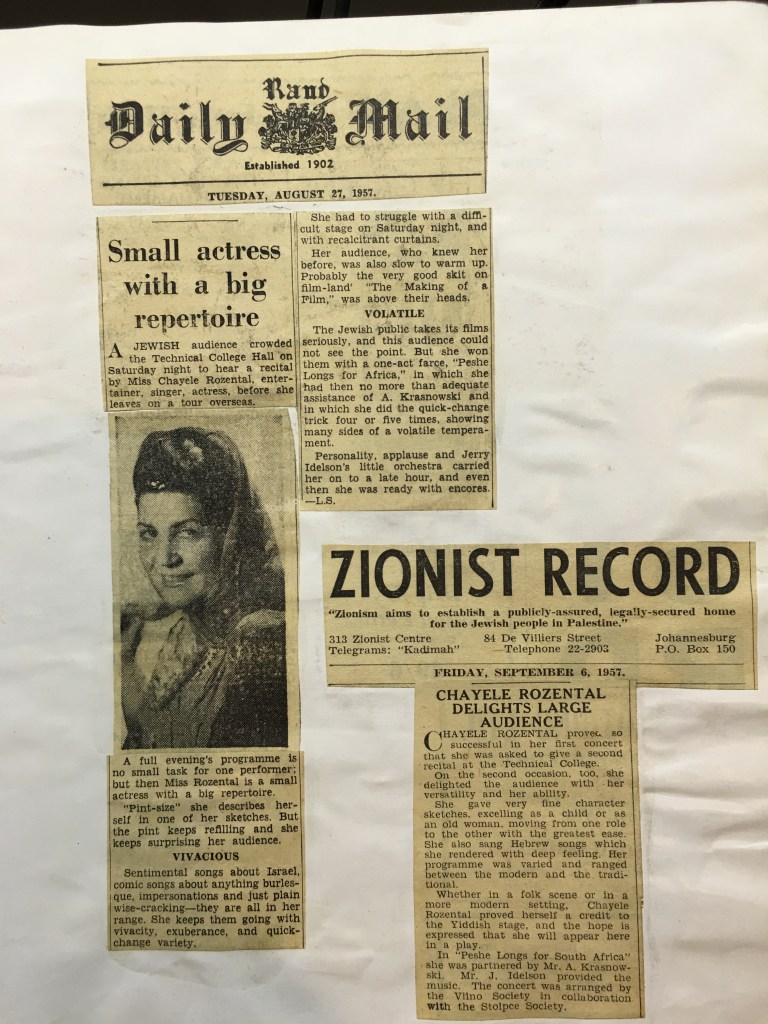 Rand
Daily Mail
Established 1902
TUESDAY, AUGUST 27, 1957.
Small actress
with a big
repertoire
A JEWISH audience crowded
the Technical College Hall on
Saturday night to hear a recital
by Miss Chayele Rozental, enter-
tainer, singer, actress, before she
leaves on a tour overseas.
A full evening's programme is
no small task for one performer;
but then Miss Rozental is a small
actress with a big repertoire.
"Pint-size" she describes her-
self in one of her sketches. But
the pint keeps refilling and she
keeps surprising her audience.
VIVACIOUS
Sentimental songs about Israel,
comic songs about anything burles-
que, impersonations and just plain
wise-cracking—they are all in her
range. She keeps them going with
vivacity, exuberance, and quick-
change variety.
She had to struggle with a diffi-
cult stage on Saturday night, and
with recalcitrant curtains.
Her audience, who knew her
before, was also slow to warm up.
Probably the very good skit on
film-land' "The Making of a
Film," was above their heads.
VOLATILE
The Jewish public takes its films
seriously, and this audience could
not see the point. But she won
them with a one-act farce, "Peshe
Longs for Africa," in which she
had then no more than adequate
assistance of A. Krasnowski and
in which she did the quick-change
trick four or five times, showing
many sides of a volatile tempera-
ment.
Personality, applause and Jerry
Idelson's little orchestra carried
her on to a late hour, and even
then she was ready with encores.
—L.S.
ZIONIST RECORD
"Zionism aims to establish a publicly-assured, legally-secured home
for the Jewish people in Palestine."
313 Zionist Centre 84 De Villiers Street Johannesburg
Telegrams: "Kadimah" —Telephone 22-2903 P.O. Box 150
FRIDAY, SEPTEMBER 6, 1957.
CHAYELE ROZENTAL
DELIGHTS LARGE
AUDIENCE
CHAYELE ROZENTAL proved so
successful in her first concert
that she was asked to give a second
recital at the Technical College.
On the second occasion, too, she
delighted the audience with her
versatility and her ability.
She gave very fine character
sketches, excelling as a child or as
an old woman, moving from one role
to the other with the greatest ease.
She also sang Hebrew songs which
she rendered with deep feeling. Her
programme was varied and ranged
between the modern and the tradi-
tional.
Whether in a folk scene or in a
more modern setting, Chayele
Rozental proved herself a credit to
the Yiddish stage, and the hope is
expressed that she will appear here
in a play.
In "Peshe Longs for South Africa"
she was partnered by Mr. A. Krasnow-
ski. Mr. J. Idelson provided the
music. The concert was arranged by
the Vilno Society in collaboration
with the Stolpce Society.